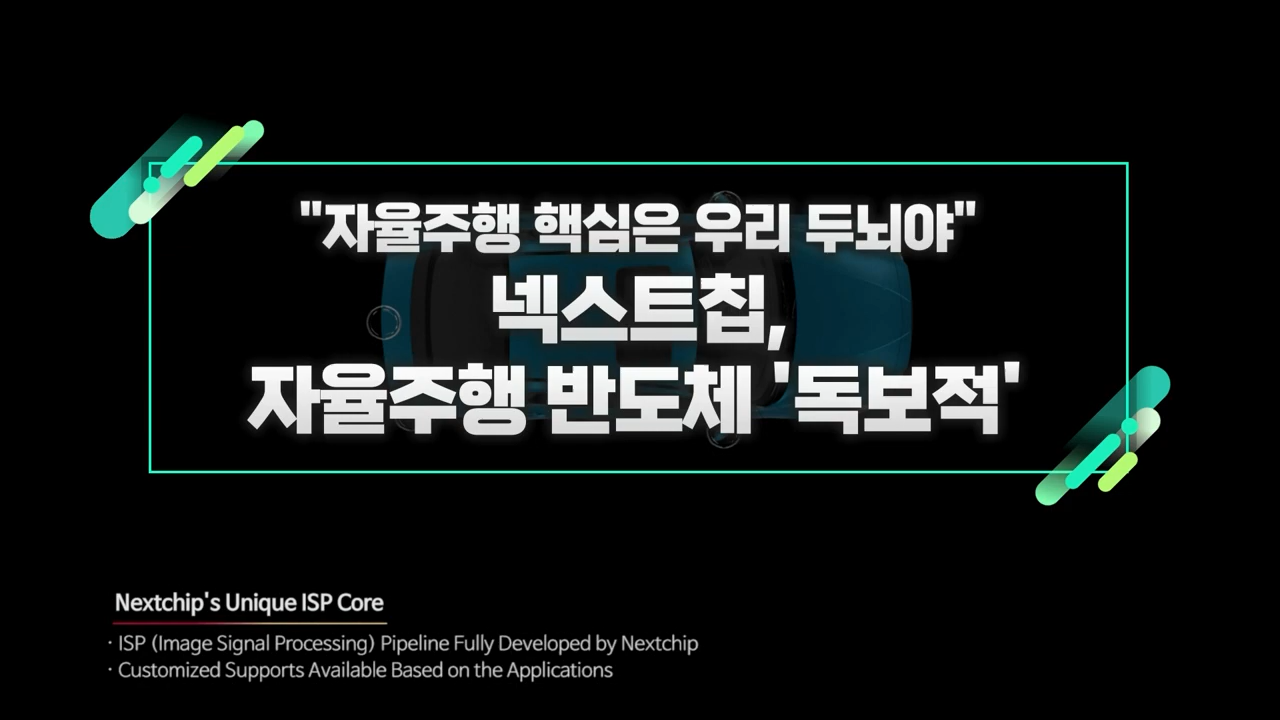 "자율주행 핵심은 우리 두뇌야"
넥스트칩,
자율주행 반도체 '독보적'
Nextchip's Unique ISP Core
· ISP (Image Signal Processing) Pipeline Fully Developed by Nextchip
· Customized Supports Available Based on the Applications